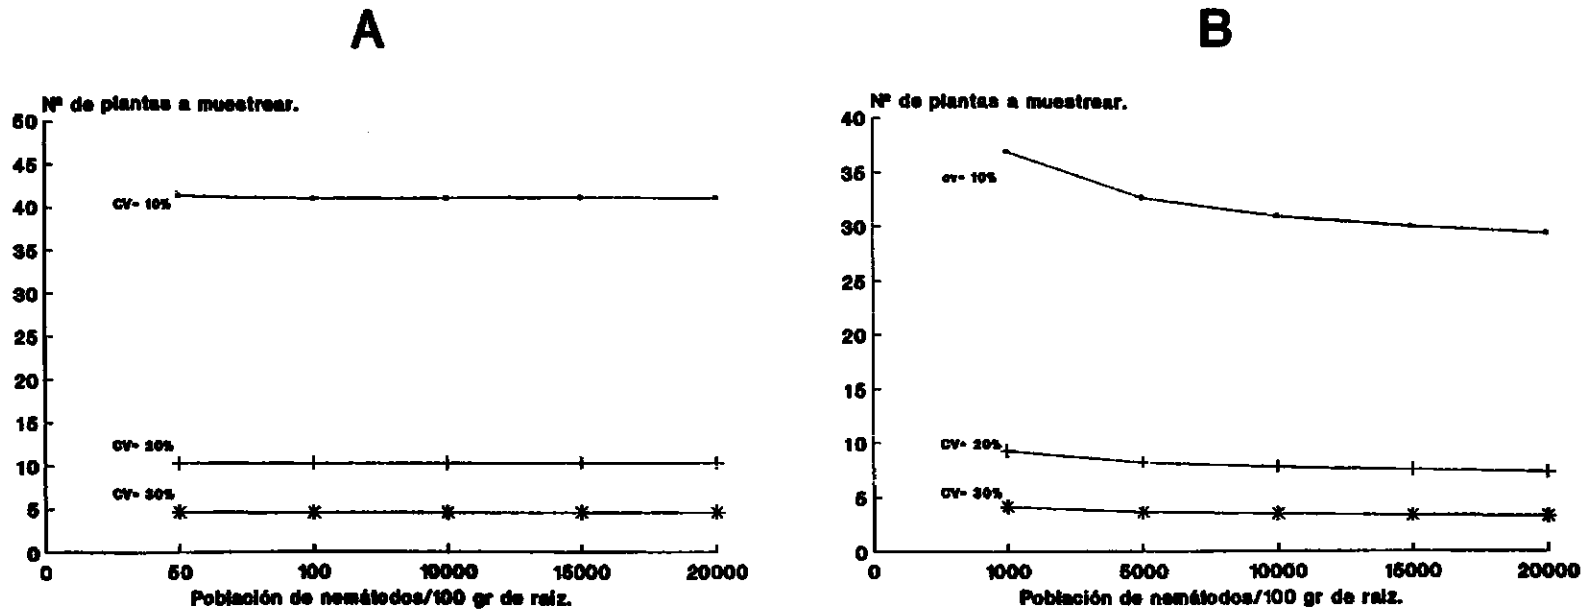 A
Nº de plantas a muestrear.
50
45
40
35
30
25
20
15
10
5
0
CV= 10%
CV= 20%
CV= 30%
0 50 100 10000 15000 20000
Población de nemátodos/100 gr de raiz.
B
Nº de plantas a muestrear.
40
35
30
25
20
15
10
5
0
cv= 10%
CV= 20%
CV= 30%
0 1000 5000 10000 15000 20000
Población de nemátodos/100 gr de raiz.